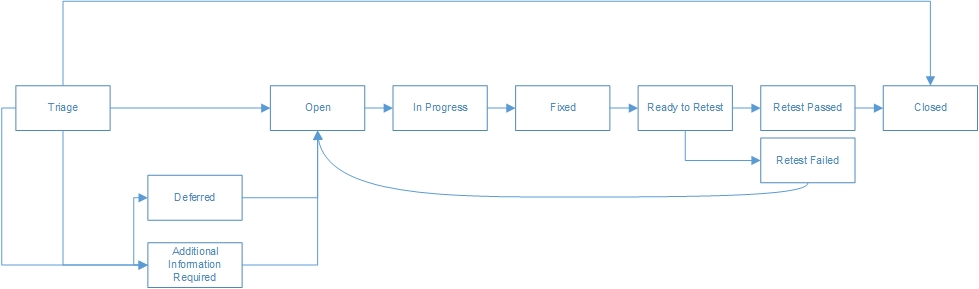 Triage
Open
In Progress
Fixed
Ready to Retest
Retest Passed
Closed
Retest Failed
Deferred
Additional
Information
Required